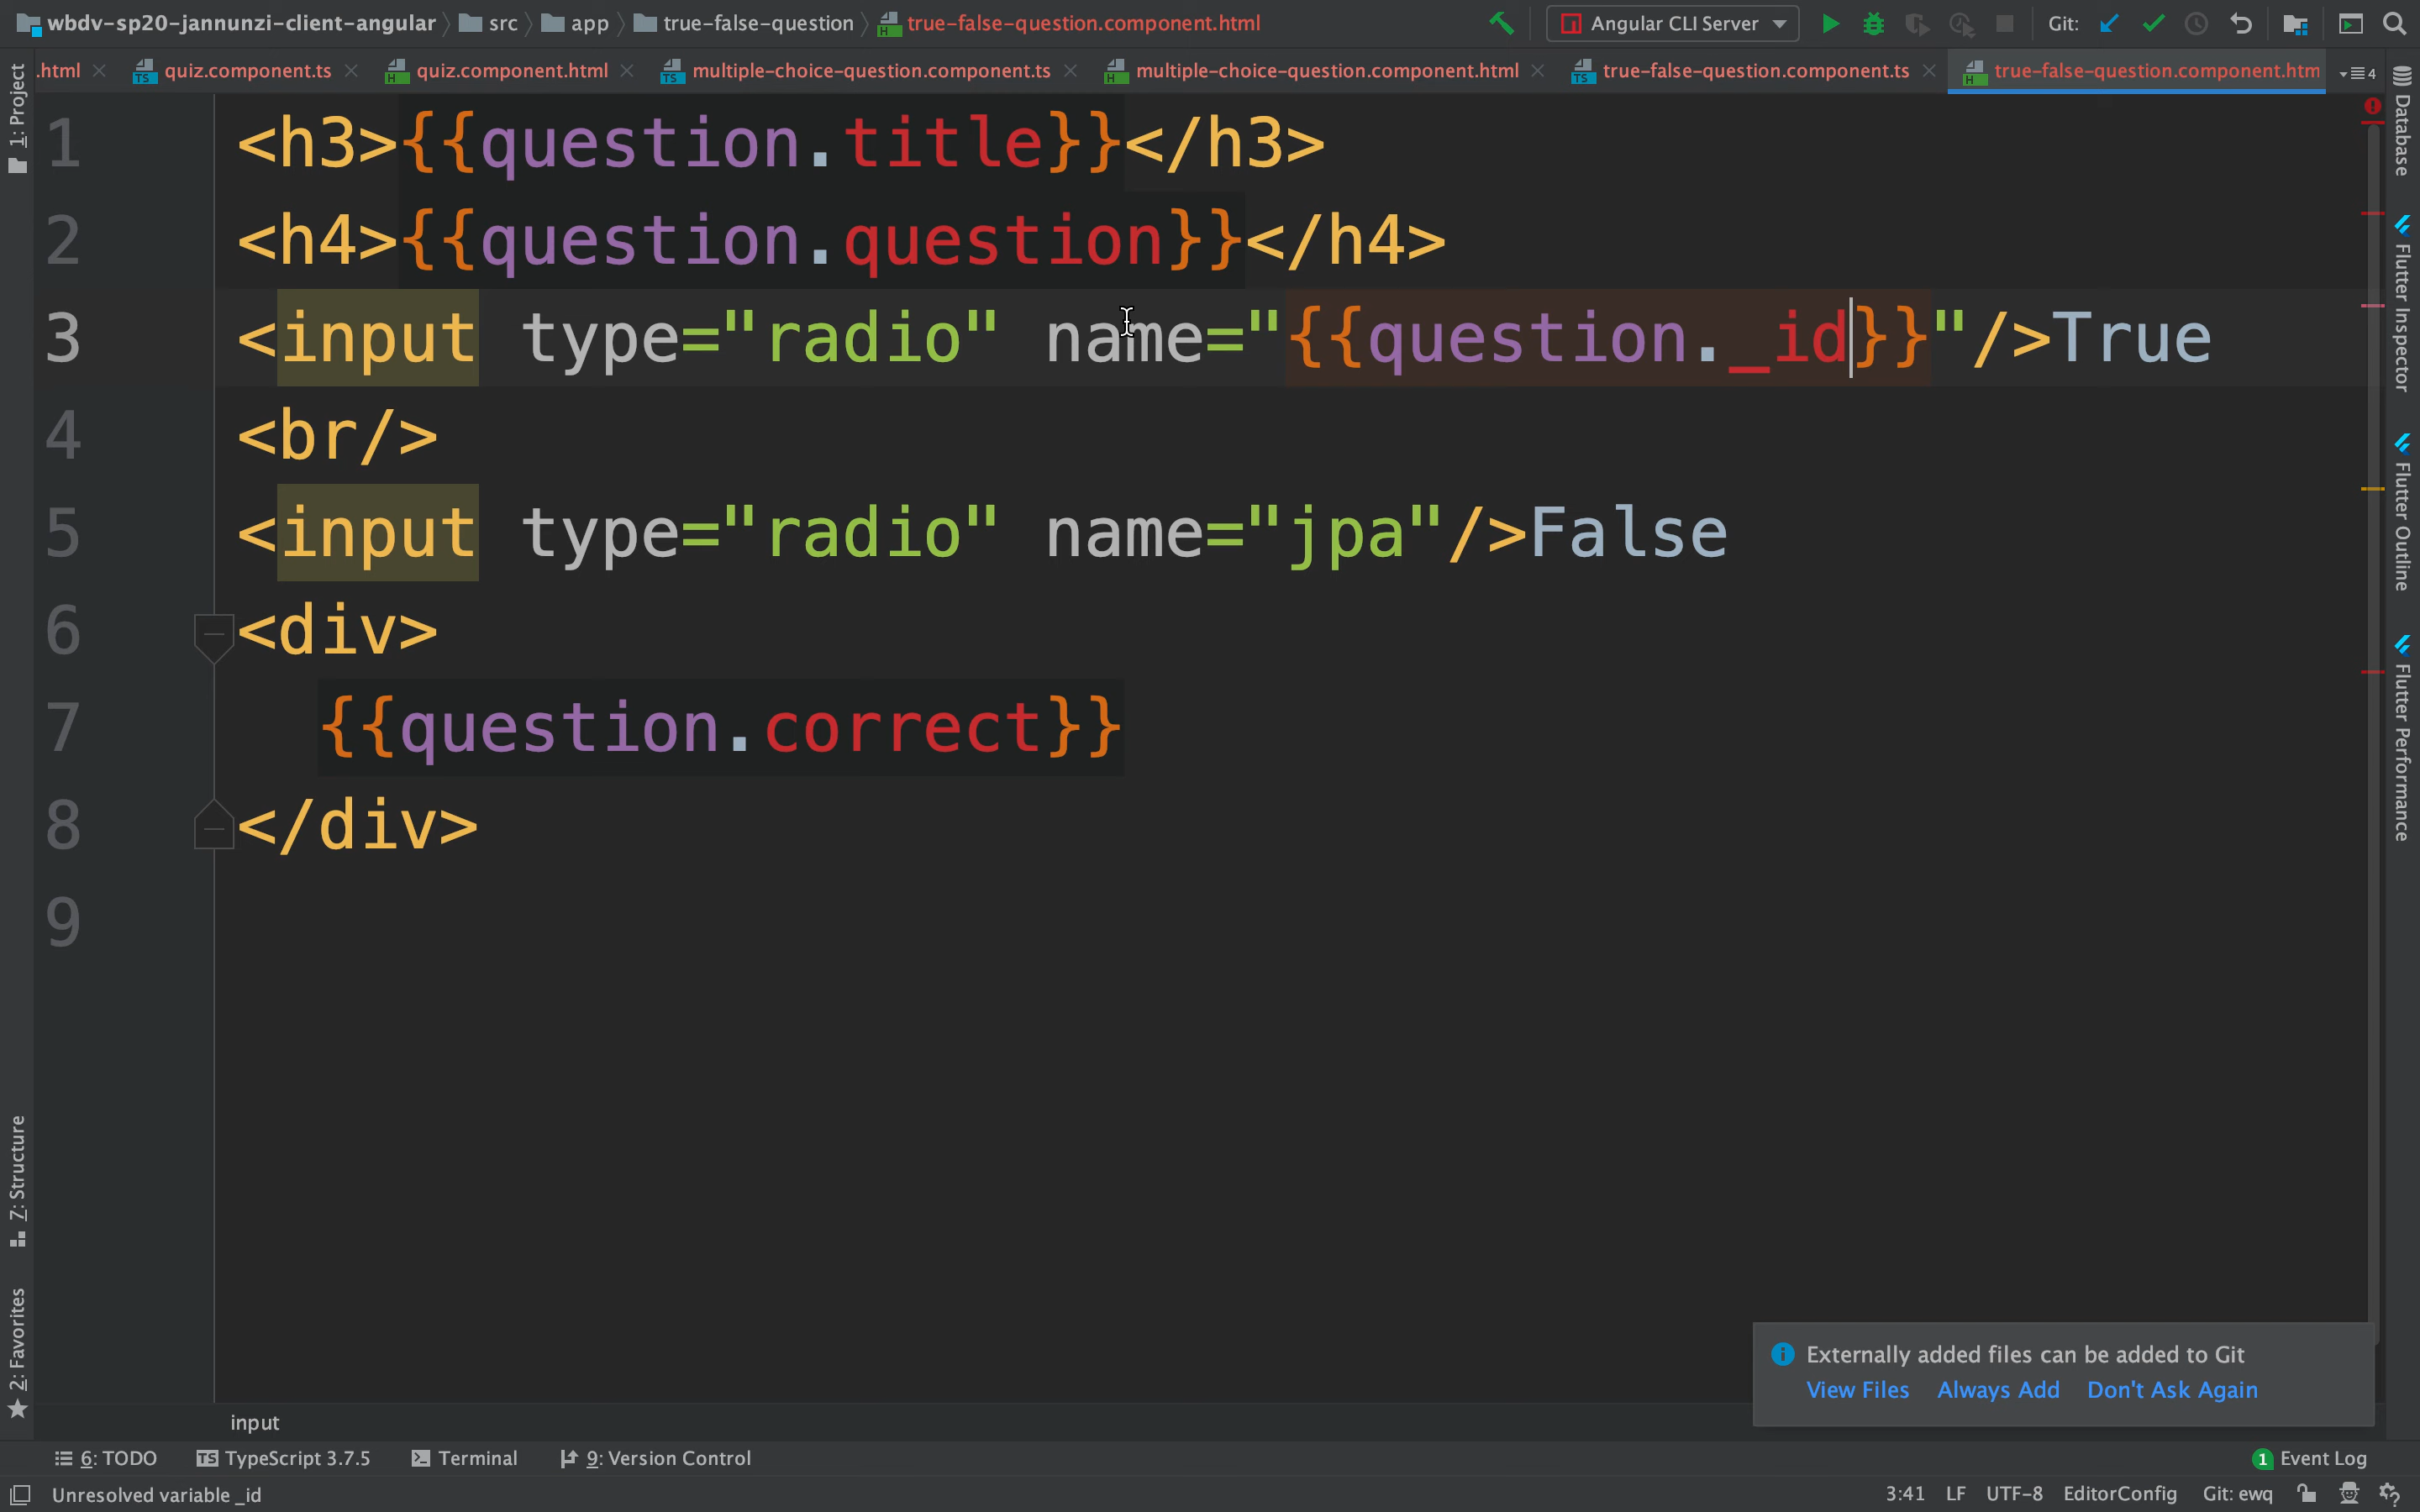 wbdv-sp20-jannunzi-client-angular src app true-false-question true-false-question.component.html Angular CLI Server Git:
.html quiz.component.ts quiz.component.html multiple-choice-question.component.ts multiple-choice-question.component.html true-false-question.component.ts true-false-question.component.htm 4
1: Project
7: Structure
2: Favorites
1 <h3>{{question.title}}</h3>
2 <h4>{{question.question}}</h4>
3 <input type="radio" name="{{question._id}}"/>True
4 <br/>
5 <input type="radio" name="jpa"/>False
6 <div>
7 {{question.correct}}
8 </div>
9
Database
Flutter Inspector
Flutter Outline
Flutter Performance
Externally added files can be added to Git
View Files Always Add Don't Ask Again
input
6: TODO TypeScript 3.7.5 Terminal 9: Version Control 1 Event Log
Unresolved variable _id 3:41 LF UTF-8 EditorConfig Git: ewq